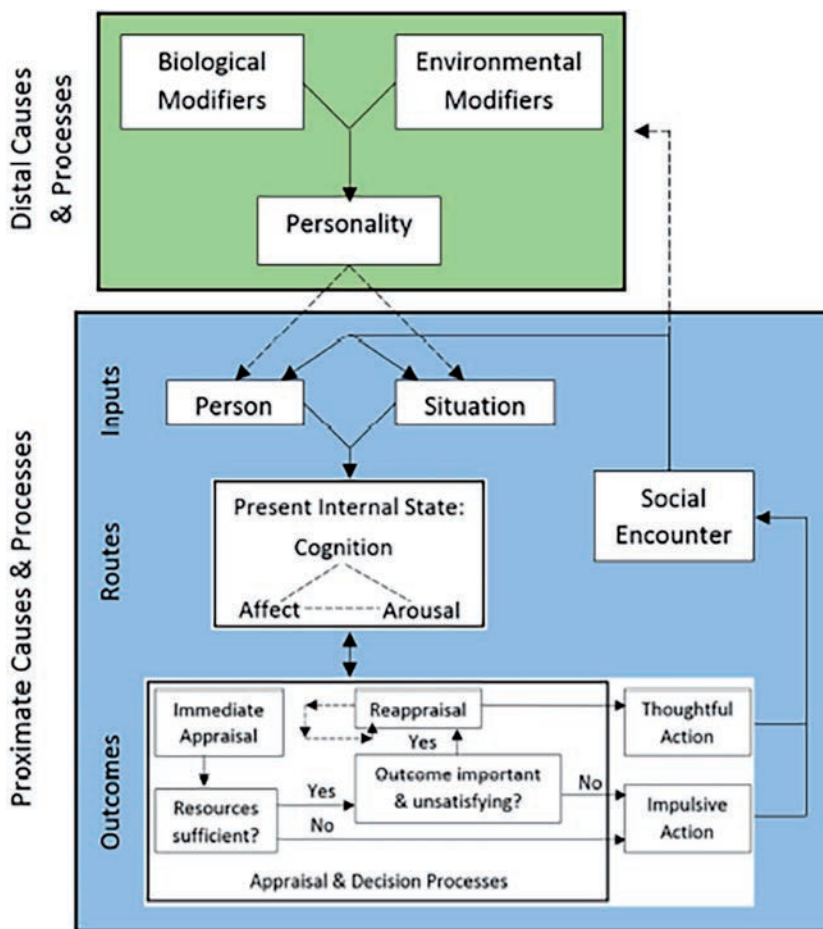 Distal Causes
& Processes
Biological
Modifiers
Environmental
Modifiers
Personality
Proximate Causes & Processes
Inputs
Person
Situation
Routes
Present Internal State:
Cognition
Affect
Arousal
Social
Encounter
Outcomes
Immediate
Appraisal
Reappraisal
Thoughtful
Action
Yes
Resources
sufficient?
Yes
No
Outcome important
& unsatisfying?
No
Impulsive
Action
Appraisal & Decision Processes